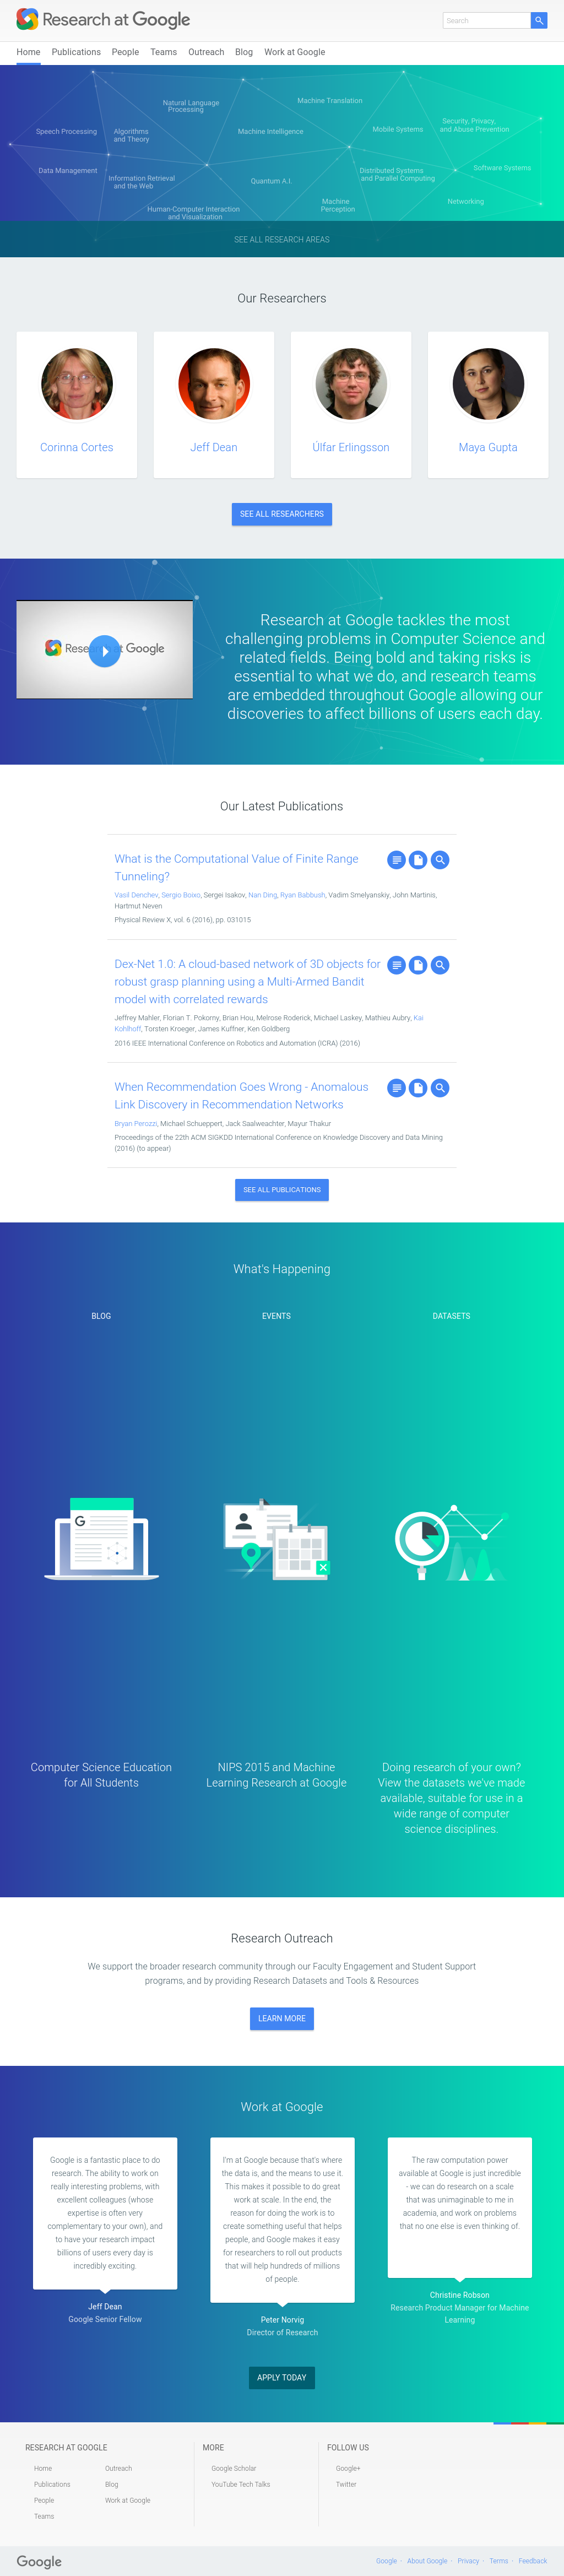 Research at Google
Search
Home Publications People Teams Outreach Blog Work at Google
Natural Language
Processing
Machine Translation
Speech Processing
Algorithms
and Theory
Machine Intelligence
Mobile Systems
Security, Privacy,
and Abuse Prevention
Data Management
Information Retrieval
and the Web
Quantum A.I.
Distributed Systems
and Parallel Computing
Software Systems
Human-Computer Interaction
and Visualization
Machine
Perception
Networking
SEE ALL RESEARCH AREAS
Our Researchers
Corinna Cortes
Jeff Dean
Úlfar Erlingsson
Maya Gupta
SEE ALL RESEARCHERS
Research at Google
Research at Google tackles the most
challenging problems in Computer Science and
related fields. Being bold and taking risks is
essential to what we do, and research teams
are embedded throughout Google allowing our
discoveries to affect billions of users each day.
Our Latest Publications
What is the Computational Value of Finite Range
Tunneling?
Vasil Denchev, Sergio Boixo, Sergei Isakov, Nan Ding, Ryan Babbush, Vadim Smelyanskiy, John Martinis,
Hartmut Neven
Physical Review X, vol. 6 (2016), pp. 031015
Dex-Net 1.0: A cloud-based network of 3D objects for
robust grasp planning using a Multi-Armed Bandit
model with correlated rewards
Jeffrey Mahler, Florian T. Pokorny, Brian Hou, Melrose Roderick, Michael Laskey, Mathieu Aubry, Kai
Kohlhoff, Torsten Kroeger, James Kuffner, Ken Goldberg
2016 IEEE International Conference on Robotics and Automation (ICRA) (2016)
When Recommendation Goes Wrong - Anomalous
Link Discovery in Recommendation Networks
Bryan Perozzi, Michael Schueppert, Jack Saalweachter, Mayur Thakur
Proceedings of the 22th ACM SIGKDD International Conference on Knowledge Discovery and Data Mining
(2016) (to appear)
SEE ALL PUBLICATIONS
What's Happening
BLOG
EVENTS
DATASETS
G
Computer Science Education
for All Students
NIPS 2015 and Machine
Learning Research at Google
Doing research of your own?
View the datasets we've made
available, suitable for use in a
wide range of computer
science disciplines.
Research Outreach
We support the broader research community through our Faculty Engagement and Student Support
programs, and by providing Research Datasets and Tools & Resources
LEARN MORE
Work at Google
Google is a fantastic place to do
research. The ability to work on
really interesting problems, with
excellent colleagues (whose
expertise is often very
complementary to your own), and
to have your research impact
billions of users every day is
incredibly exciting.
Jeff Dean
Google Senior Fellow
I'm at Google because that's where
the data is, and the means to use it.
This makes it possible to do great
work at scale. In the end, the
reason for doing the work is to
create something useful that helps
people, and Google makes it easy
for researchers to roll out products
that will help hundreds of millions
of people.
Peter Norvig
Director of Research
The raw computation power
available at Google is just incredible
- we can do research on a scale
that was unimaginable to me in
academia, and work on problems
that no one else is even thinking of.
Christine Robson
Research Product Manager for Machine
Learning
APPLY TODAY
RESEARCH AT GOOGLE
Home
Publications
People
Teams
Outreach
Blog
Work at Google
MORE
Google Scholar
YouTube Tech Talks
FOLLOW US
Google+
Twitter
Google
Google · About Google · Privacy · Terms · Feedback